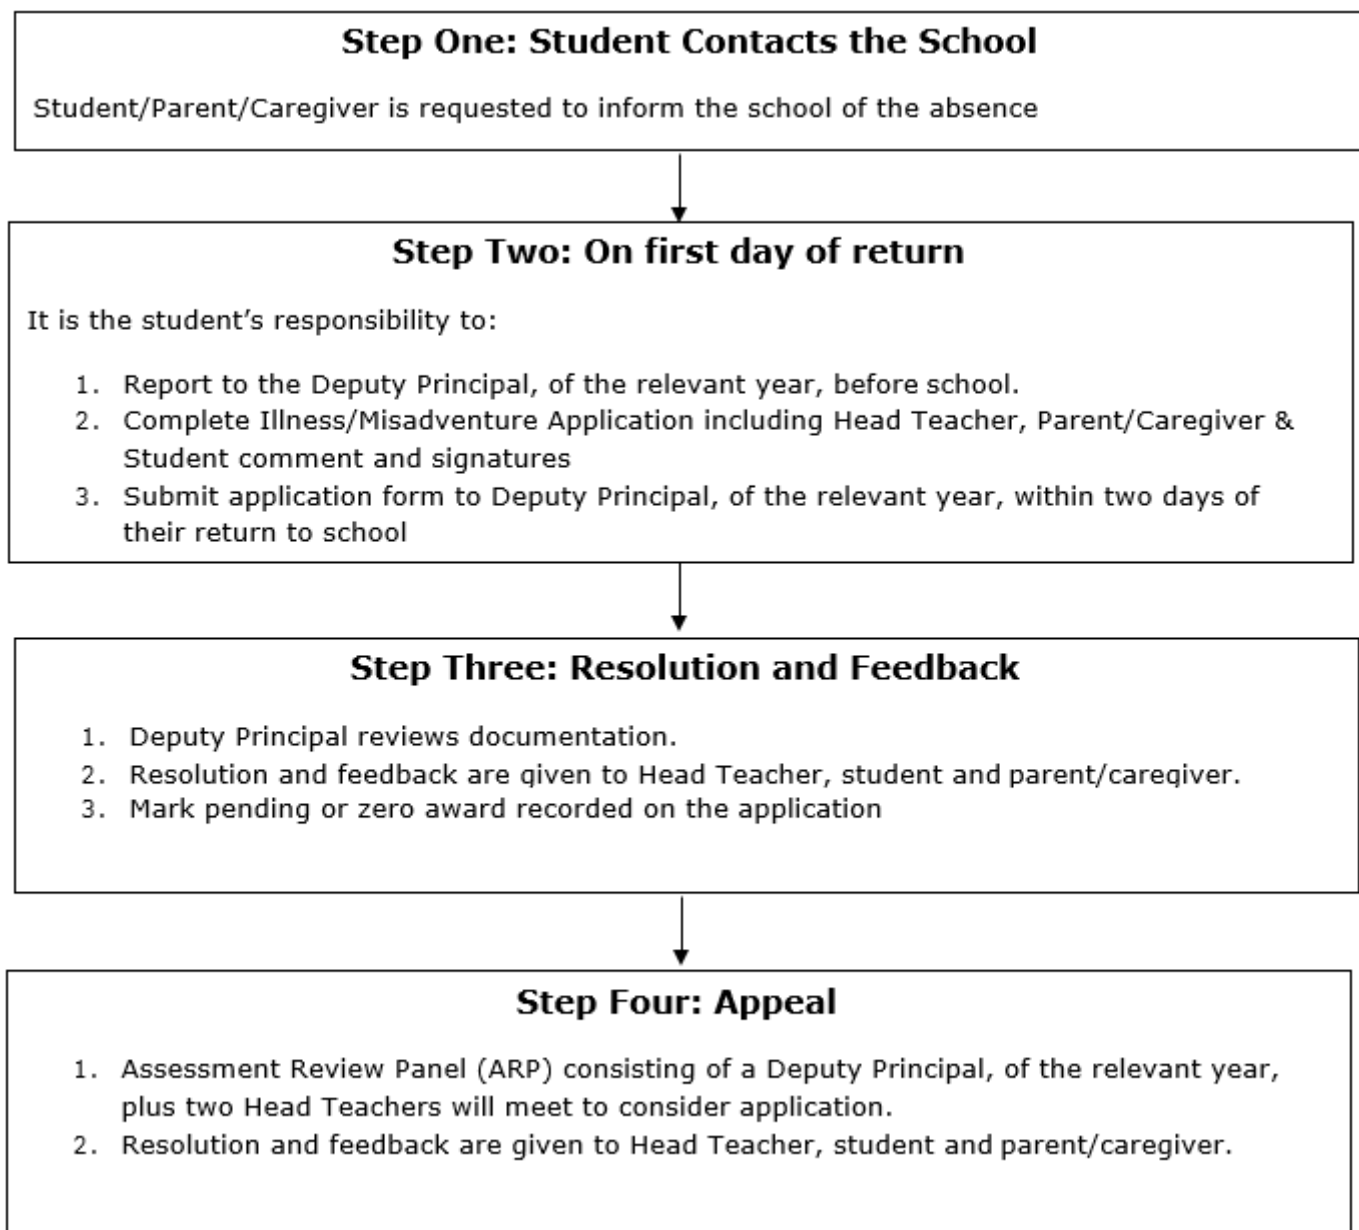 Step One: Student Contacts the School
Student/Parent/Caregiver is requested to inform the school of the absence
Step Two: On first day of return
It is the student’s responsibility to:
1. Report to the Deputy Principal, of the relevant year, before school.
2. Complete Illness/Misadventure Application including Head Teacher, Parent/Caregiver &
Student comment and signatures
3. Submit application form to Deputy Principal, of the relevant year, within two days of
their return to school
Step Three: Resolution and Feedback
1. Deputy Principal reviews documentation.
2. Resolution and feedback are given to Head Teacher, student and parent/caregiver.
3. Mark pending or zero award recorded on the application
Step Four: Appeal
1. Assessment Review Panel (ARP) consisting of a Deputy Principal, of the relevant year,
plus two Head Teachers will meet to consider application.
2. Resolution and feedback are given to Head Teacher, student and parent/caregiver.